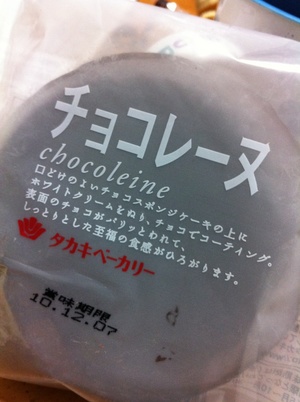 チョコレーヌ
chocoleine
口どけのよいチョコスポンジケーキの上に
ホワイトクリームをぬり、チョコでコーティング。
表面のチョコがパリッとわれて、
しっとりとした至福の食感がひろがります。
タカキベーカリー
賞味期限
10.12.07